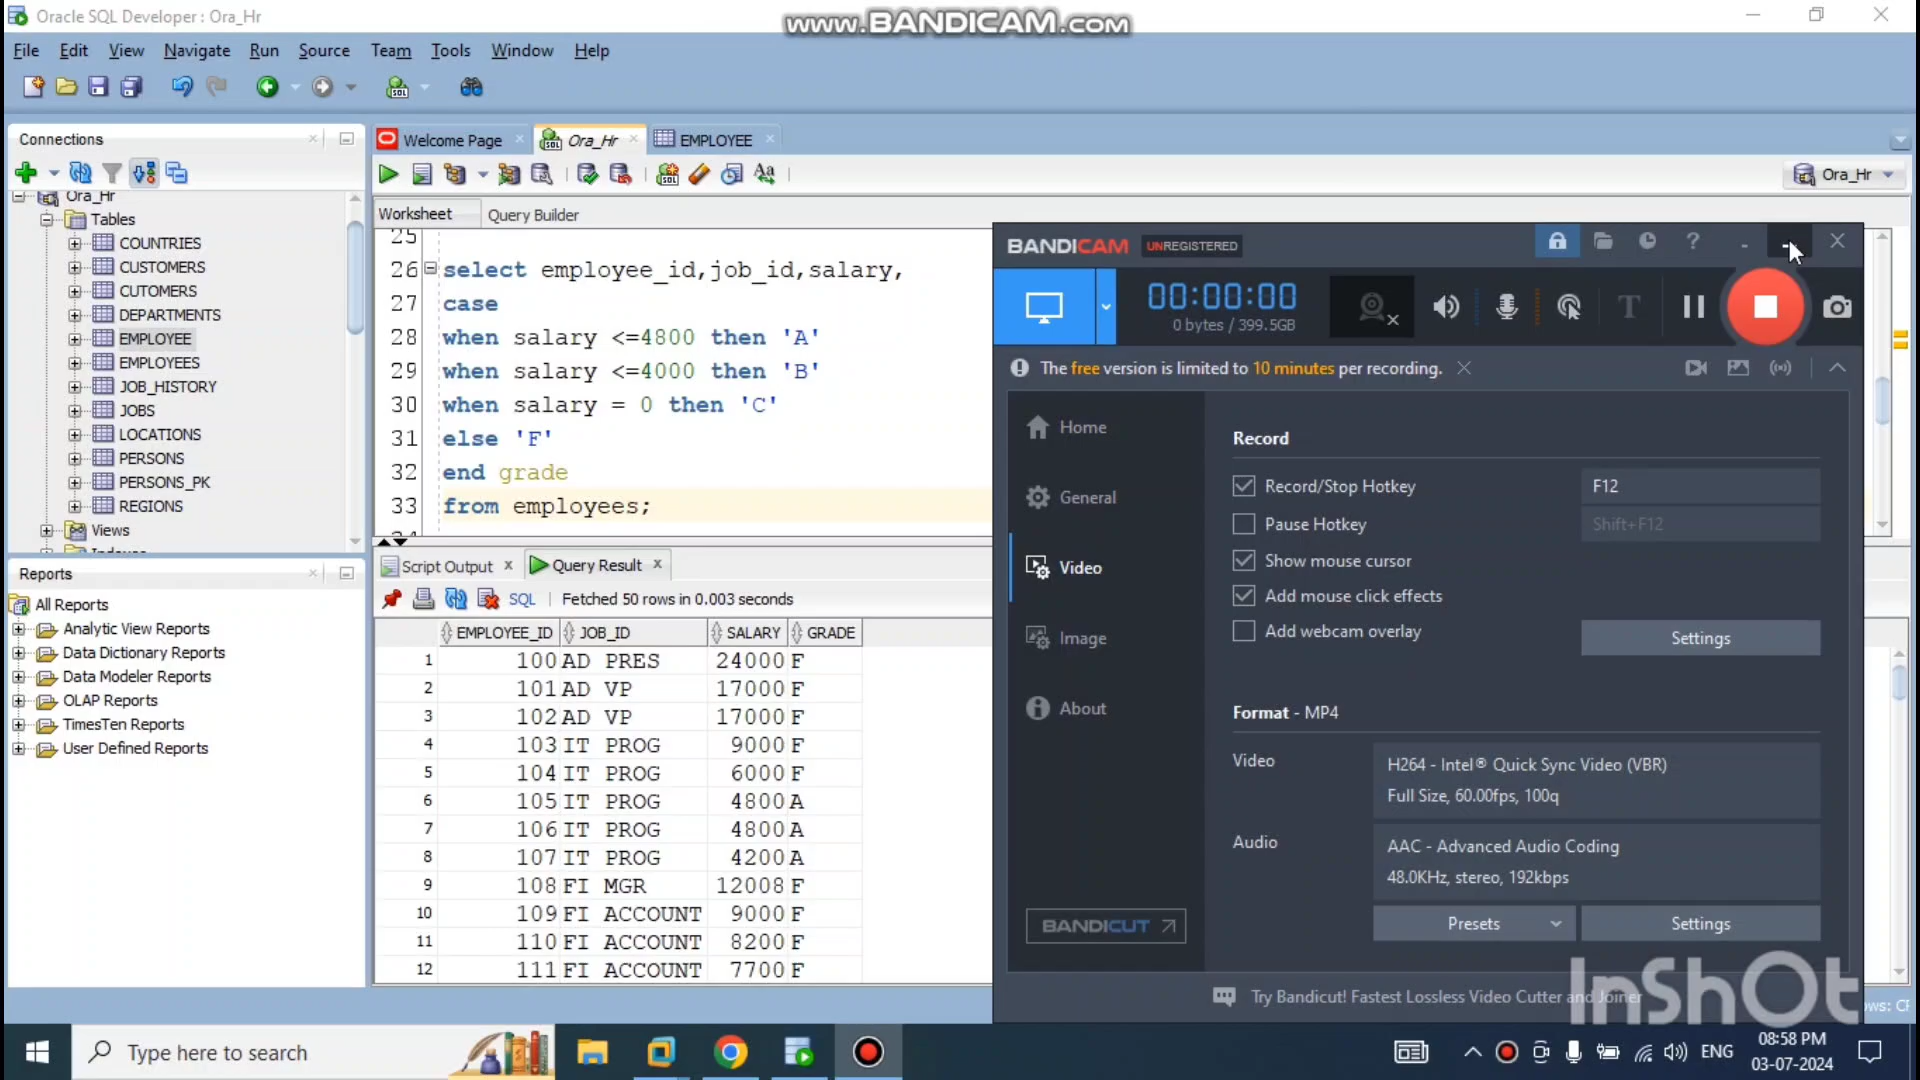 Oracle SQL Developer : Ora_Hr
www.BANDICAM.com
File Edit View Navigate Run Source Team Tools Window Help
Connections
Welcome Page
Ora_Hr
EMPLOYEE
Ora_Hr
Worksheet
Query Builder
Ora_Hr
Tables
COUNTRIES
CUSTOMERS
CUTOMERS
DEPARTMENTS
EMPLOYEE
EMPLOYEES
JOB_HISTORY
JOBS
LOCATIONS
PERSONS
PERSONS_PK
REGIONS
Views
25
26 select employee_id,job_id,salary,
27 case
28 when salary <=4800 then 'A'
29 when salary <=4000 then 'B'
30 when salary = 0 then 'C'
31 else 'F'
32 end grade
33 from employees;
Reports
All Reports
Analytic View Reports
Data Dictionary Reports
Data Modeler Reports
OLAP Reports
TimesTen Reports
User Defined Reports
Script Output
Query Result
SQL
Fetched 50 rows in 0.003 seconds
EMPLOYEE_ID JOB_ID SALARY GRADE
1 100 AD PRES 24000 F
2 101 AD VP 17000 F
3 102 AD VP 17000 F
4 103 IT PROG 9000 F
5 104 IT PROG 6000 F
6 105 IT PROG 4800 A
7 106 IT PROG 4800 A
8 107 IT PROG 4200 A
9 108 FI MGR 12008 F
10 109 FI ACCOUNT 9000 F
11 110 FI ACCOUNT 8200 F
12 111 FI ACCOUNT 7700 F
BANDICAM UNREGISTERED
00:00:00
0 bytes / 399.5GB
The free version is limited to 10 minutes per recording.
Home
General
Video
Image
About
BANDICUT
Record
Record/Stop Hotkey F12
Pause Hotkey Shift+F12
Show mouse cursor
Add mouse click effects
Add webcam overlay
Settings
Format - MP4
Video
H264 - Intel® Quick Sync Video (VBR)
Full Size, 60.00fps, 100q
Audio
AAC - Advanced Audio Coding
48.0KHz, stereo, 192kbps
Presets
Settings
Try Bandicut! Fastest Lossless Video Cutter and Joiner
InShOt
Type here to search
ENG
08:58 PM
03-07-2024